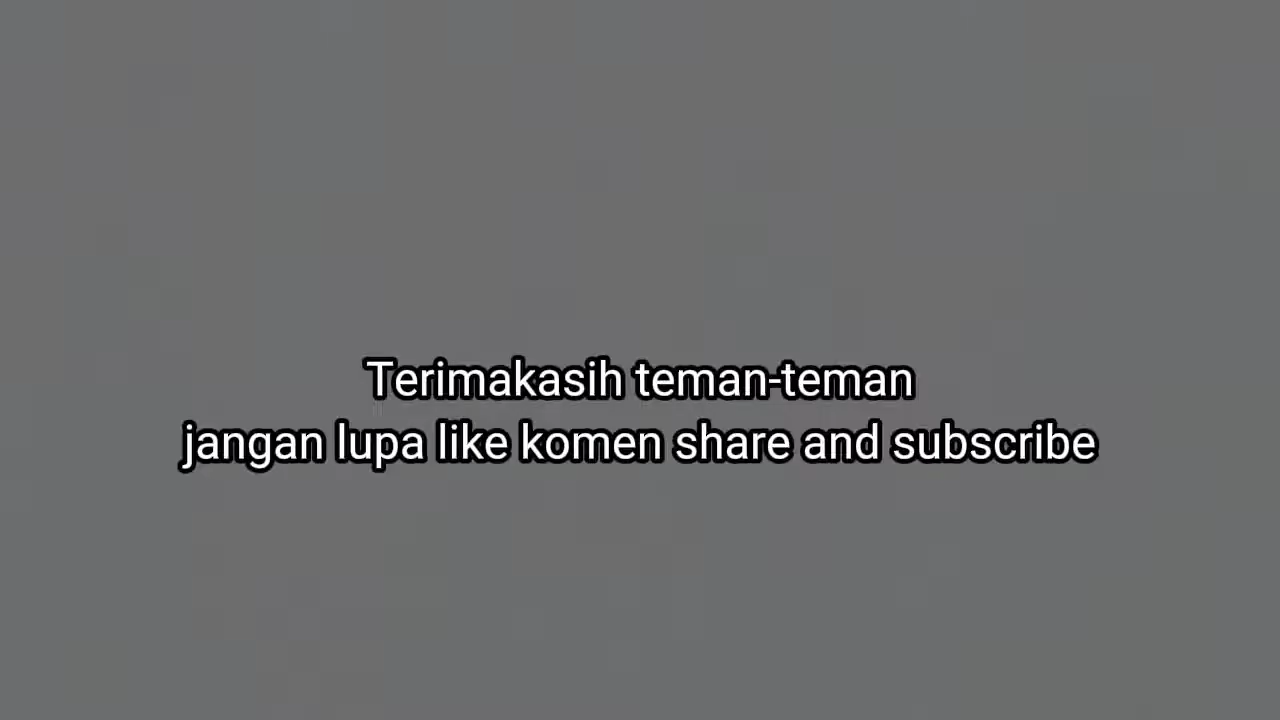 Terimakasih teman-teman
jangan lupa like komen share and subscribe